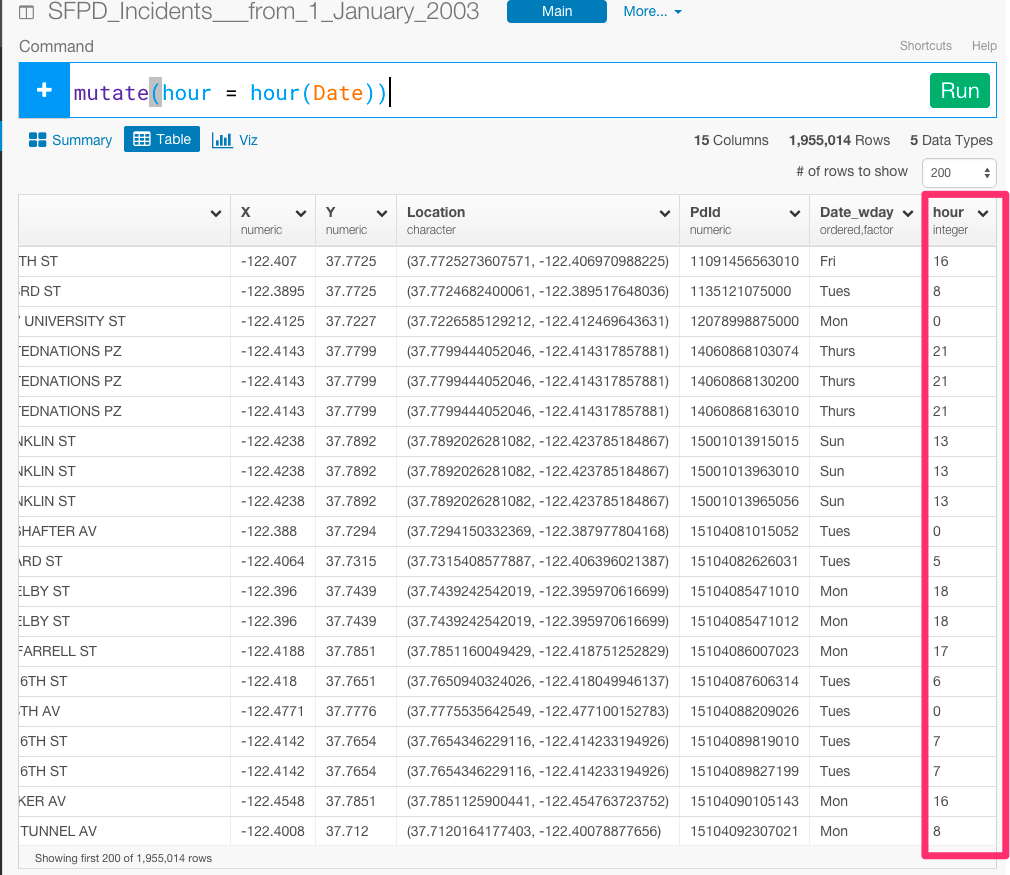 SFPD_Incidents___from_1_January_2003 Main More...
Command Shortcuts Help
+ mutate(hour = hour(Date)) Run
Summary Table Viz 15 Columns 1,955,014 Rows 5 Data Types
# of rows to show 200
X Y Location PdId Date_wday hour
numeric numeric character numeric ordered,factor integer
TH ST -122.407 37.7725 (37.7725273607571, -122.406970988225) 11091456563010 Fri 16
RD ST -122.3895 37.7725 (37.7724682400061, -122.389517648036) 1135121075000 Tues 8
UNIVERSITY ST -122.4125 37.7227 (37.7226585129212, -122.412469643631) 12078998875000 Mon 0
TEDNATIONS PZ -122.4143 37.7799 (37.7799444052046, -122.414317857881) 14060868103074 Thurs 21
TEDNATIONS PZ -122.4143 37.7799 (37.7799444052046, -122.414317857881) 14060868130200 Thurs 21
TEDNATIONS PZ -122.4143 37.7799 (37.7799444052046, -122.414317857881) 14060868163010 Thurs 21
NKLIN ST -122.4238 37.7892 (37.7892026281082, -122.423785184867) 15001013915015 Sun 13
NKLIN ST -122.4238 37.7892 (37.7892026281082, -122.423785184867) 15001013963010 Sun 13
NKLIN ST -122.4238 37.7892 (37.7892026281082, -122.423785184867) 15001013965056 Sun 13
SHAFTER AV -122.388 37.7294 (37.7294150332369, -122.387977804168) 15104081015052 Tues 0
ARD ST -122.4064 37.7315 (37.7315408577887, -122.406396021387) 15104082626031 Tues 5
ELBY ST -122.396 37.7439 (37.7439242542019, -122.395970616699) 15104085471010 Mon 18
ELBY ST -122.396 37.7439 (37.7439242542019, -122.395970616699) 15104085471012 Mon 18
FARRELL ST -122.4188 37.7851 (37.7851160049429, -122.418751252829) 15104086007023 Mon 17
6TH ST -122.418 37.7651 (37.7650940324026, -122.418049946137) 15104087606314 Tues 6
TH AV -122.4771 37.7776 (37.7775535642549, -122.477100152783) 15104088209026 Tues 0
6TH ST -122.4142 37.7654 (37.7654346229116, -122.414233194926) 15104089819010 Tues 7
6TH ST -122.4142 37.7654 (37.7654346229116, -122.414233194926) 15104089827199 Tues 7
KER AV -122.4548 37.7851 (37.7851125900441, -122.454763723752) 15104090105143 Mon 16
TUNNEL AV -122.4008 37.712 (37.7120164177403, -122.40078877656) 15104092307021 Mon 8
Showing first 200 of 1,955,014 rows